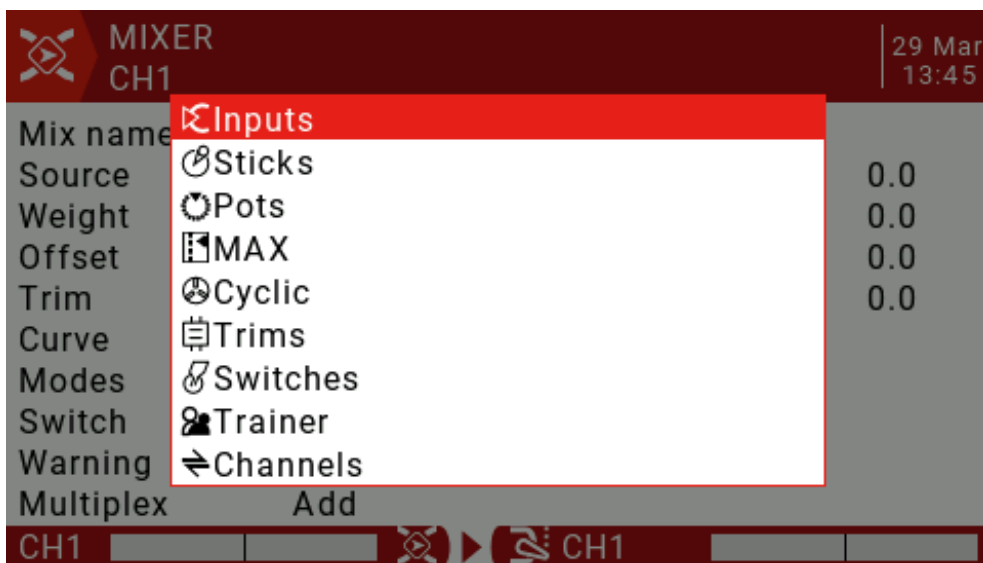 MIXER
CH1
29 Mar
13:45
Mix name
Source 0.0
Weight 0.0
Offset 0.0
Trim 0.0
Curve
Modes
Switch
Warning
Multiplex Add
Inputs
Sticks
Pots
MAX
Cyclic
Trims
Switches
Trainer
Channels
CH1 CH1